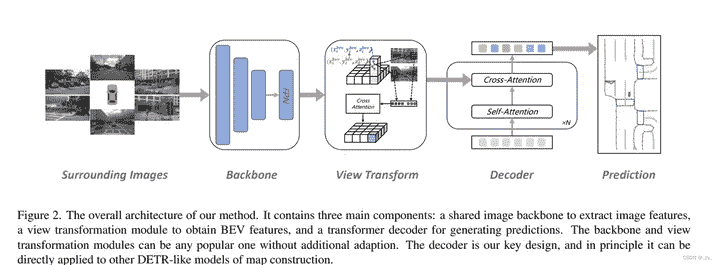 Cross
Attention
FPN
Cross-Attention
Self-Attention
×N
Surrounding Images
Backbone
View Transform
Decoder
Prediction
Figure 2. The overall architecture of our method. It contains three main components: a shared image backbone to extract image features,
a view transformation module to obtain BEV features, and a transformer decoder for generating predictions. The backbone and view
transformation modules can be any popular one without additional adaption. The decoder is our key design, and in principle it can be
directly applied to other DETR-like models of map construction.